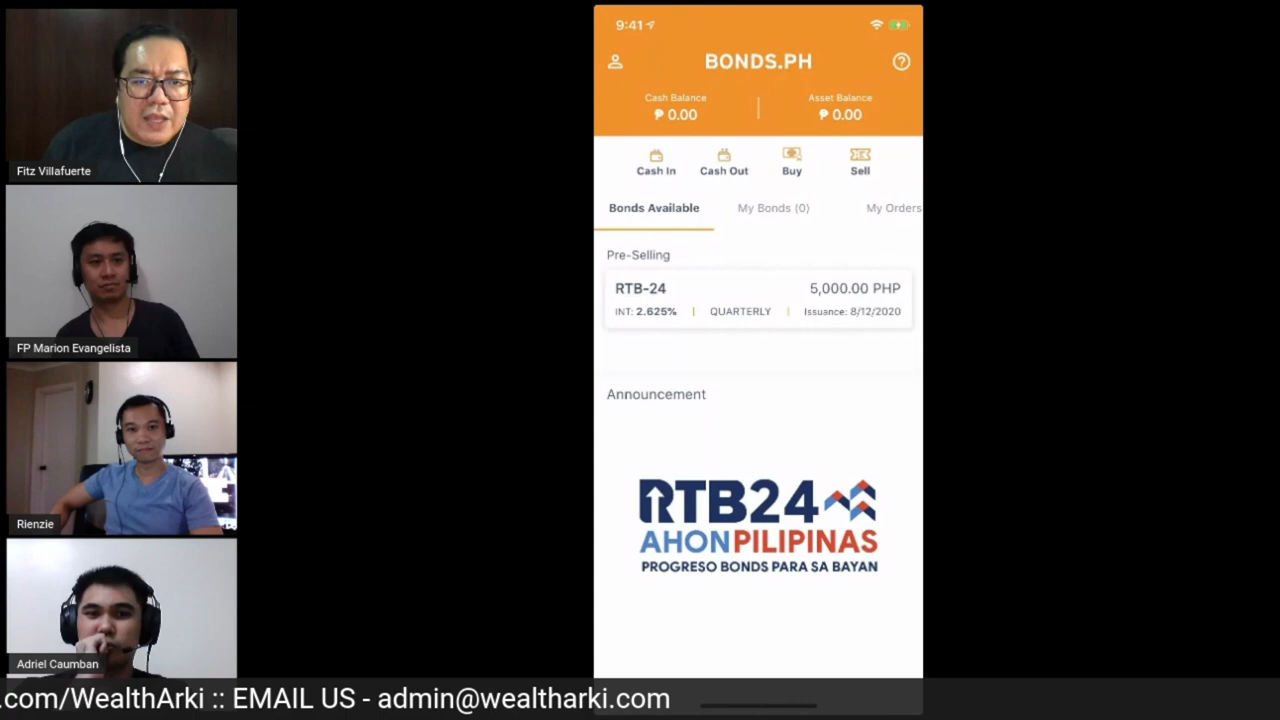 Fitz Villafuerte
FP Marion Evangelista
Rienzie
Adriel Caumban
9:41
BONDS.PH
Cash Balance
₱ 0.00
Asset Balance
₱ 0.00
Cash In
Cash Out
Buy
Sell
Bonds Available
My Bonds (0)
My Orders
Pre-Selling
RTB-24
5,000.00 PHP
INT: 2.625% | QUARTERLY | Issuance: 8/12/2020
Announcement
RTB24
AHONPILIPINAS
PROGRESO BONDS PARA SA BAYAN
.com/WealthArki :: EMAIL US - admin@wealtharki.com